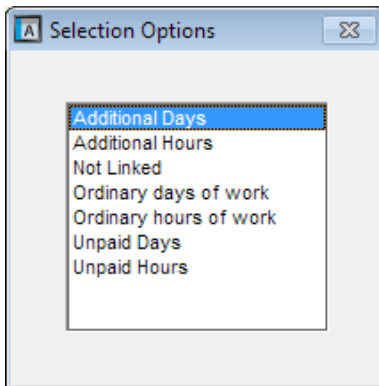 A Selection Options
Additional Days
Additional Hours
Not Linked
Ordinary days of work
Ordinary hours of work
Unpaid Days
Unpaid Hours